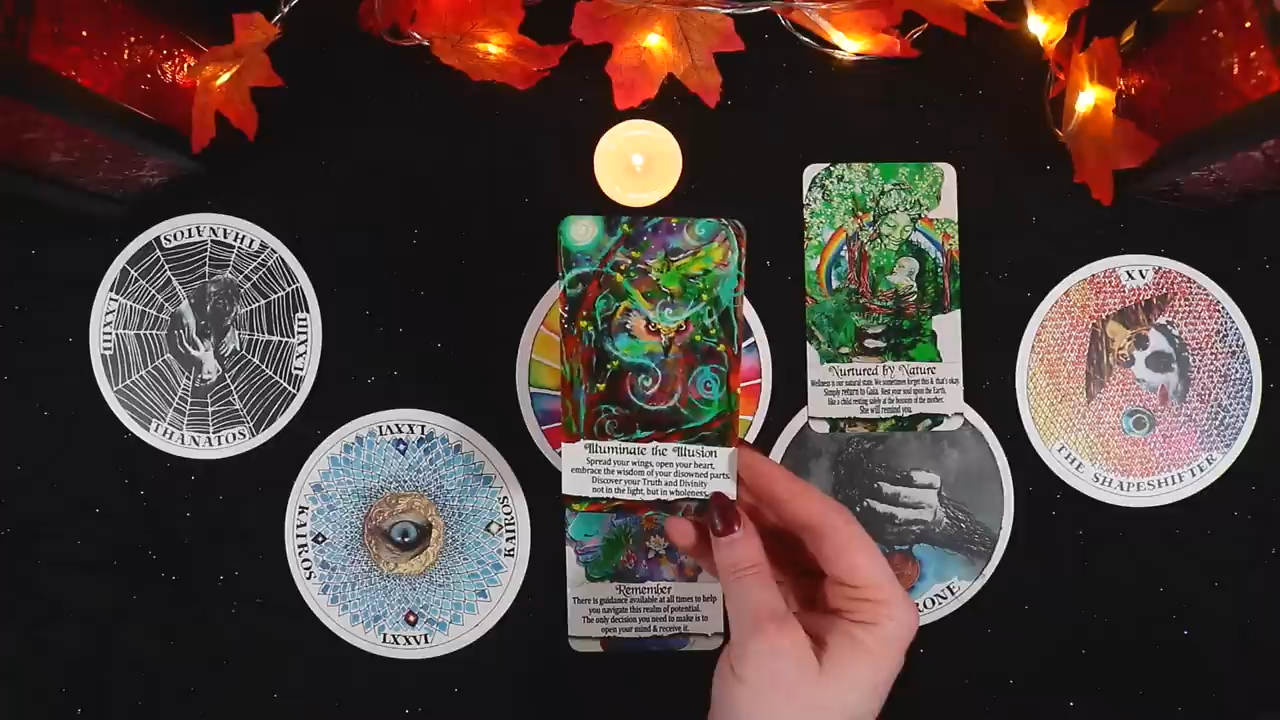 THANATOS
LXXIII
LXXIII
THANATOS
LXXVI
KAIROS
KAIROS
LXXVI
Illuminate the Illusion
Spread your wings, open your heart,
embrace the wisdom of your disowned parts.
Discover your Truth and Divinity
not in the light, but in wholeness.
Remember
There is guidance available at all times to help
you navigate this realm of potential.
The only decision you need to make is to
open your mind & receive it.
Nurtured by Nature
Wellness is our natural state. We sometimes forget this & that's okay.
Simply return to Gaia. Rest your soul upon the Earth,
like a child resting safely at the bosom of the mother.
She will remind you.
RONE
XV
THE SHAPESHIFTER